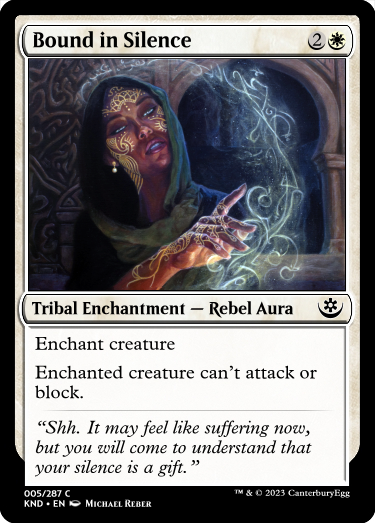 Bound in Silence 2
Tribal Enchantment — Rebel Aura
Enchant creature
Enchanted creature can’t attack or
block.
“Shh. It may feel like suffering now,
but you will come to understand that
your silence is a gift.”
005/287 C
KND • EN Michael Reber
™ & © 2023 CanterburyEgg